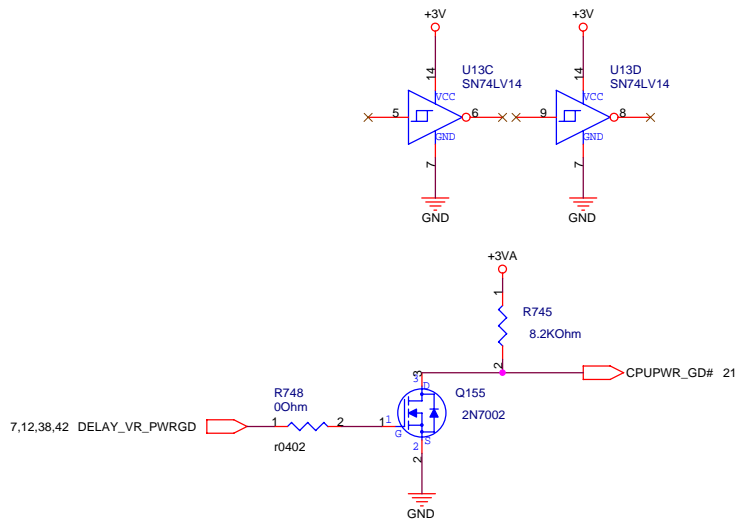 +3V +3V
14 14
U13C U13D
SN74LV14 SN74LV14
VCC VCC
5 6 9 8
GND GND
7 7
GND GND
+3VA
1
R745
8.2KOhm
2
CPUPWR_GD# 21
3
3 D
Q155
2N7002
R748
0Ohm
7,12,38,42 DELAY_VR_PWRGD 1 2 1 1
G S
r0402
2
2
GND